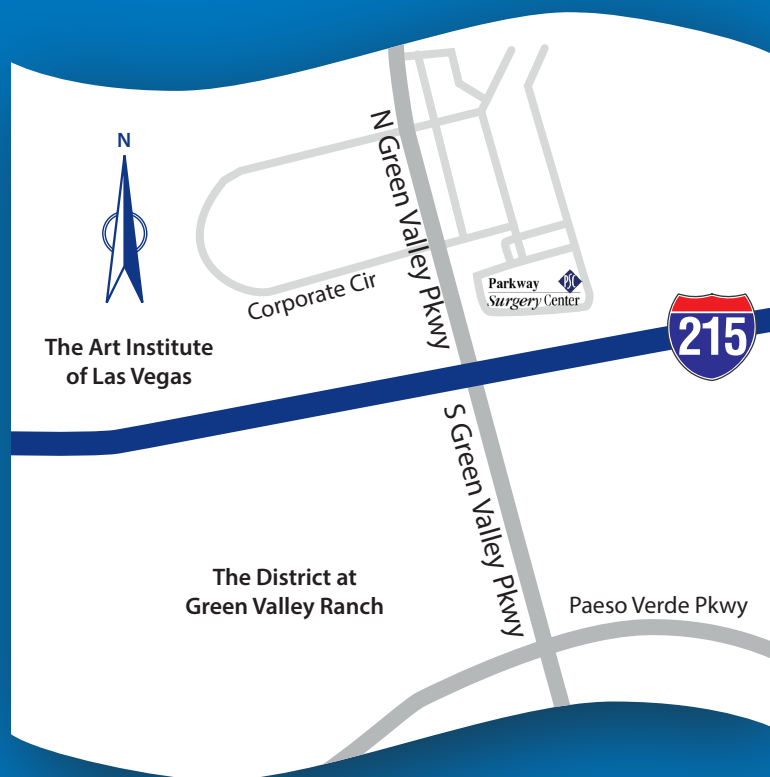 N
N Green Valley Pkwy
Corporate Cir
Parkway PSC
Surgery Center
215
The Art Institute
of Las Vegas
S Green Valley Pkwy
The District at
Green Valley Ranch
Paeso Verde Pkwy